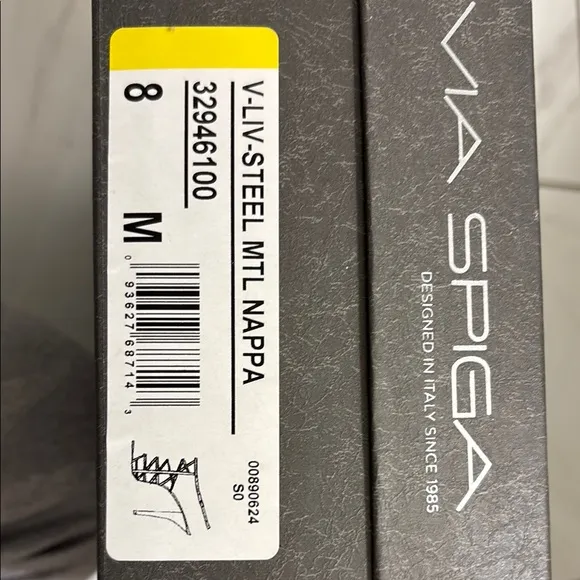 V-LIV-STEEL MTL NAPPA
32946100
8 M
0 93627 68714 3
00890624
S0
VIA SPIGA
DESIGNED IN ITALY SINCE 1985